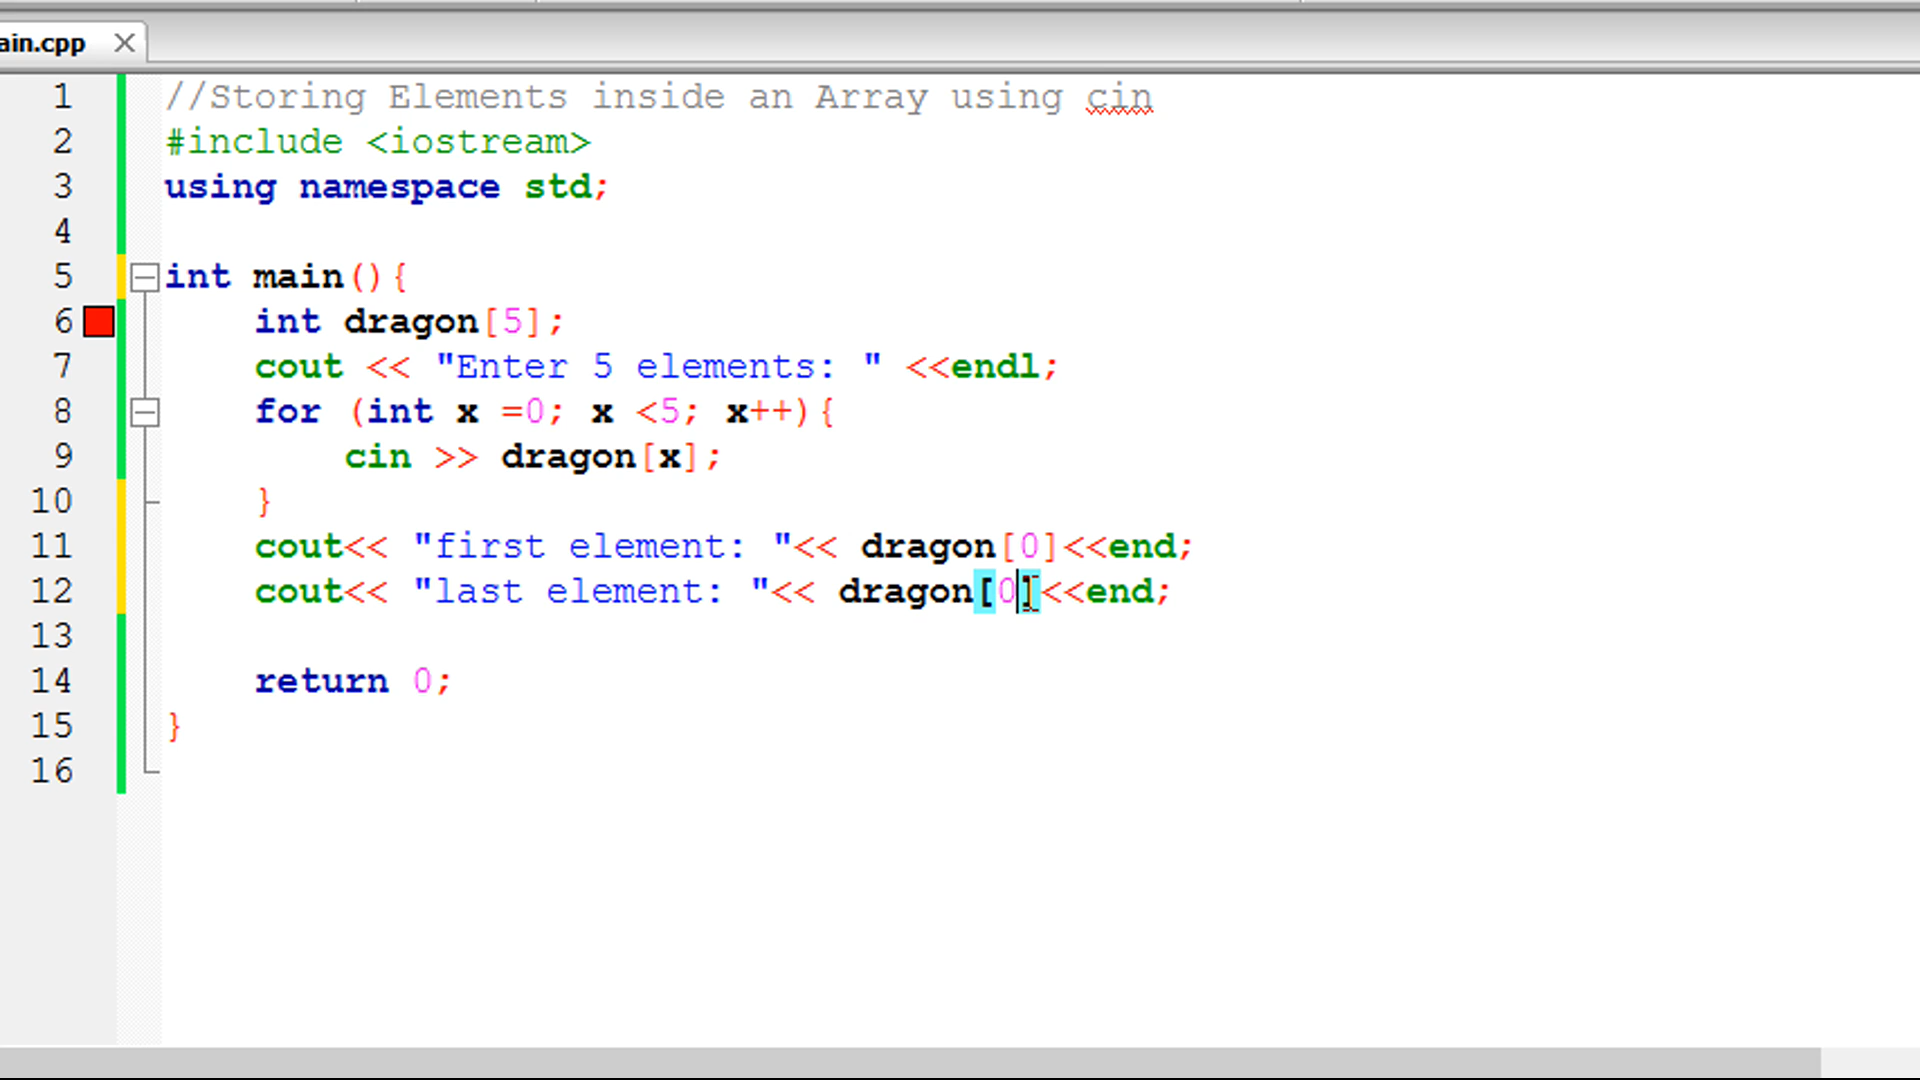 ain.cpp
1 //Storing Elements inside an Array using cin
2 #include <iostream>
3 using namespace std;
4
5 int main(){
6 int dragon[5];
7 cout << "Enter 5 elements: " <<endl;
8 for (int x =0; x <5; x++){
9 cin >> dragon[x];
10 }
11 cout<< "first element: "<< dragon[0]<<end;
12 cout<< "last element: "<< dragon[0]<<end;
13
14 return 0;
15 }
16